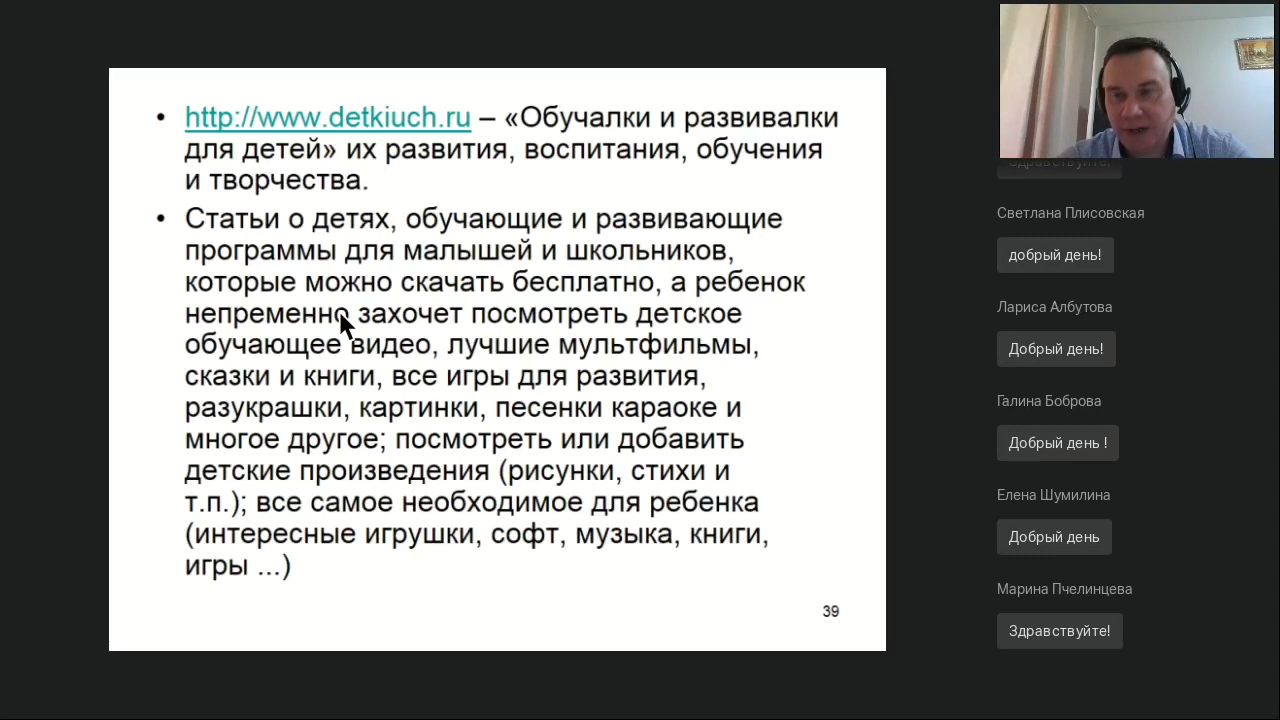 • http://www.detkiuch.ru – «Обучалки и развивалки
для детей» их развития, воспитания, обучения
и творчества.
• Статьи о детях, обучающие и развивающие
программы для малышей и школьников,
которые можно скачать бесплатно, а ребенок
непременно захочет посмотреть детское
обучающее видео, лучшие мультфильмы,
сказки и книги, все игры для развития,
разукрашки, картинки, песенки караоке и
многое другое; посмотреть или добавить
детские произведения (рисунки, стихи и
т.п.); все самое необходимое для ребенка
(интересные игрушки, софт, музыка, книги,
игры ...)
39
Здравствуйте!
Светлана Плисовская
добрый день!
Лариса Албутова
Добрый день!
Галина Боброва
Добрый день !
Елена Шумилина
Добрый день
Марина Пчелинцева
Здравствуйте!